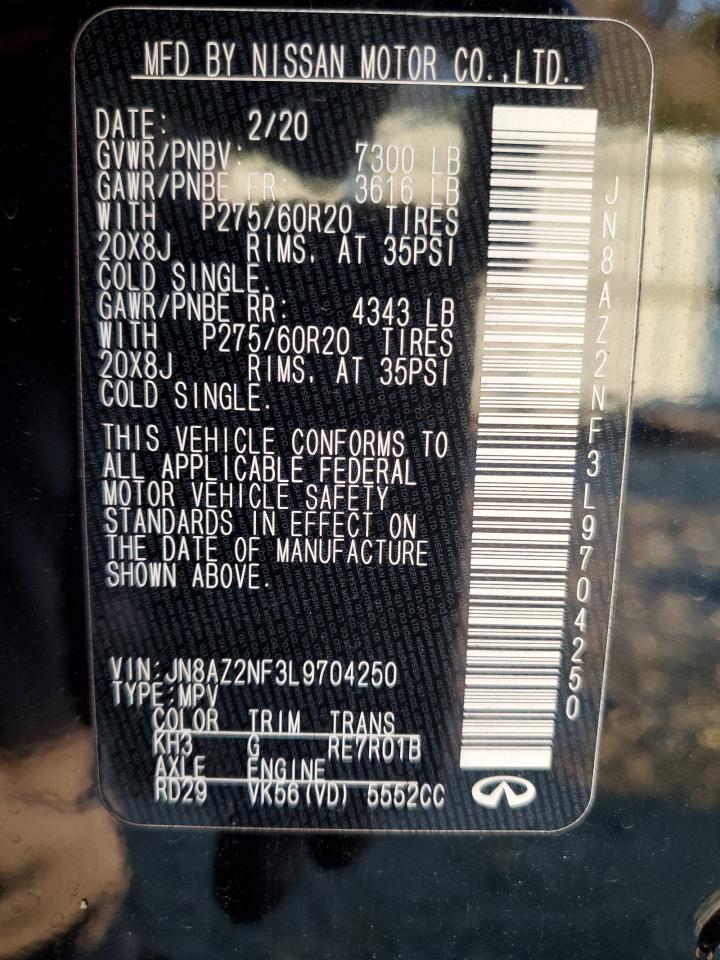 MFD BY NISSAN MOTOR CO.,LTD.
DATE: 2/20
GVWR/PNBV: 7300 LB
GAWR/PNBE FR: 3616 LB
WITH P275/60R20 TIRES
20X8J RIMS. AT 35PSI
COLD SINGLE.
GAWR/PNBE RR: 4343 LB
WITH P275/60R20 TIRES
20X8J RIMS. AT 35PSI
COLD SINGLE.
THIS VEHICLE CONFORMS TO
ALL APPLICABLE FEDERAL
MOTOR VEHICLE SAFETY
STANDARDS IN EFFECT ON
THE DATE OF MANUFACTURE
SHOWN ABOVE.
VIN:JN8AZ2NF3L9704250
TYPE:MPV
COLOR TRIM TRANS
KH3 G RE7R01B
AXLE ENGINE
RD29 VK56(VD) 5552CC
JN8AZ2NF3L9704250